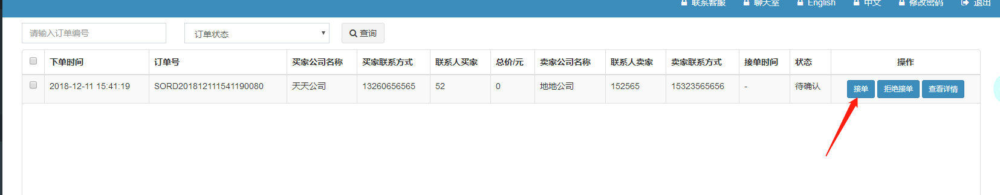 联系客服 聊天室 English 中文 修改密码 退出
请输入订单编号 订单状态 查询
下单时间 订单号 买家公司名称 买家联系方式 联系人买家 总价/元 卖家公司名称 联系人卖家 卖家联系方式 接单时间 状态 操作
2018-12-11 15:41:19 SORD201812111541190080 天天公司 13260656565 52 0 地地公司 152565 15323565656 - 待确认 接单 拒绝接单 查看详情